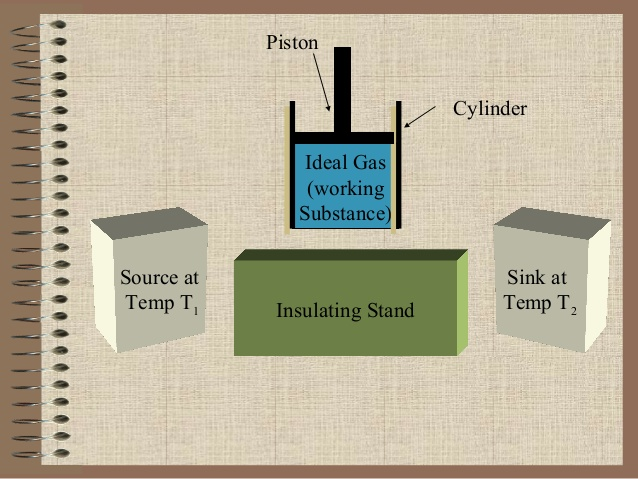 Piston
Cylinder
Ideal Gas
(working
Substance)
Source at
Temp T₁
Insulating Stand
Sink at
Temp T₂